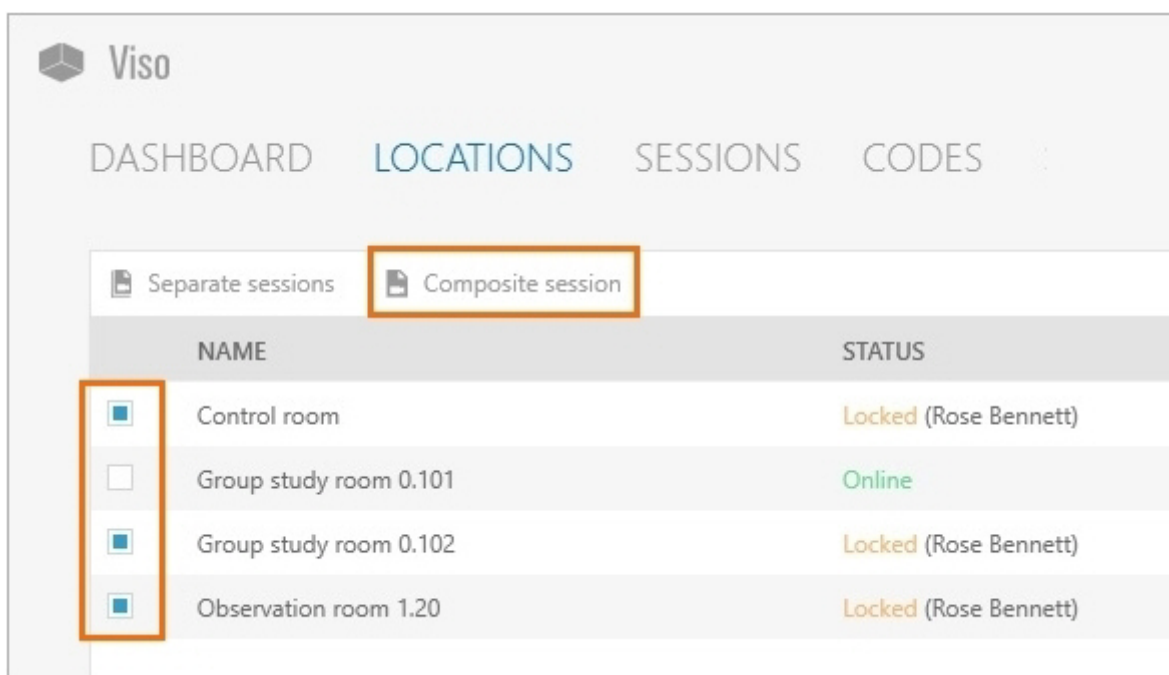 Viso
DASHBOARD LOCATIONS SESSIONS CODES
Separate sessions Composite session
NAME STATUS
Control room Locked (Rose Bennett)
Group study room 0.101 Online
Group study room 0.102 Locked (Rose Bennett)
Observation room 1.20 Locked (Rose Bennett)